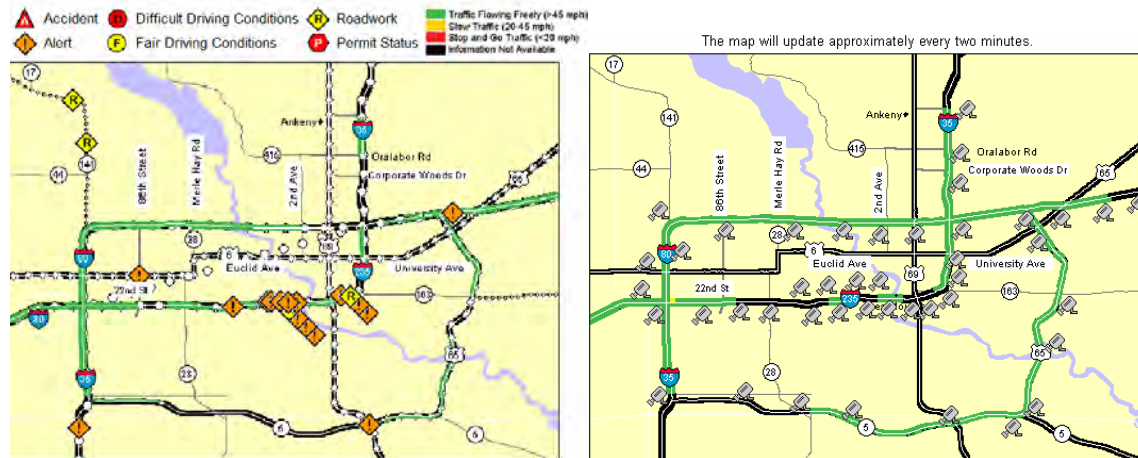 Accident
D Difficult Driving Conditions
R Roadwork
! Alert
F Fair Driving Conditions
P Permit Status
Traffic Flowing Freely (>45 mph)
Slow Traffic (20-45 mph)
Stop and Go Traffic (<20 mph)
Information Not Available
17
R
R
141
44
86th Street
Merle Hay Rd
2nd Ave
Ankeny
35
415
Oralabor Rd
Corporate Woods Dr
65
28
6
69
80
Euclid Ave
University Ave
22nd St
163
R
65
35
28
5
5
The map will update approximately every two minutes.
17
141
44
86th Street
Merle Hay Rd
2nd Ave
Ankeny
35
415
Oralabor Rd
Corporate Woods Dr
65
28
6
69
80
Euclid Ave
University Ave
22nd St
235
163
65
35
28
5
5